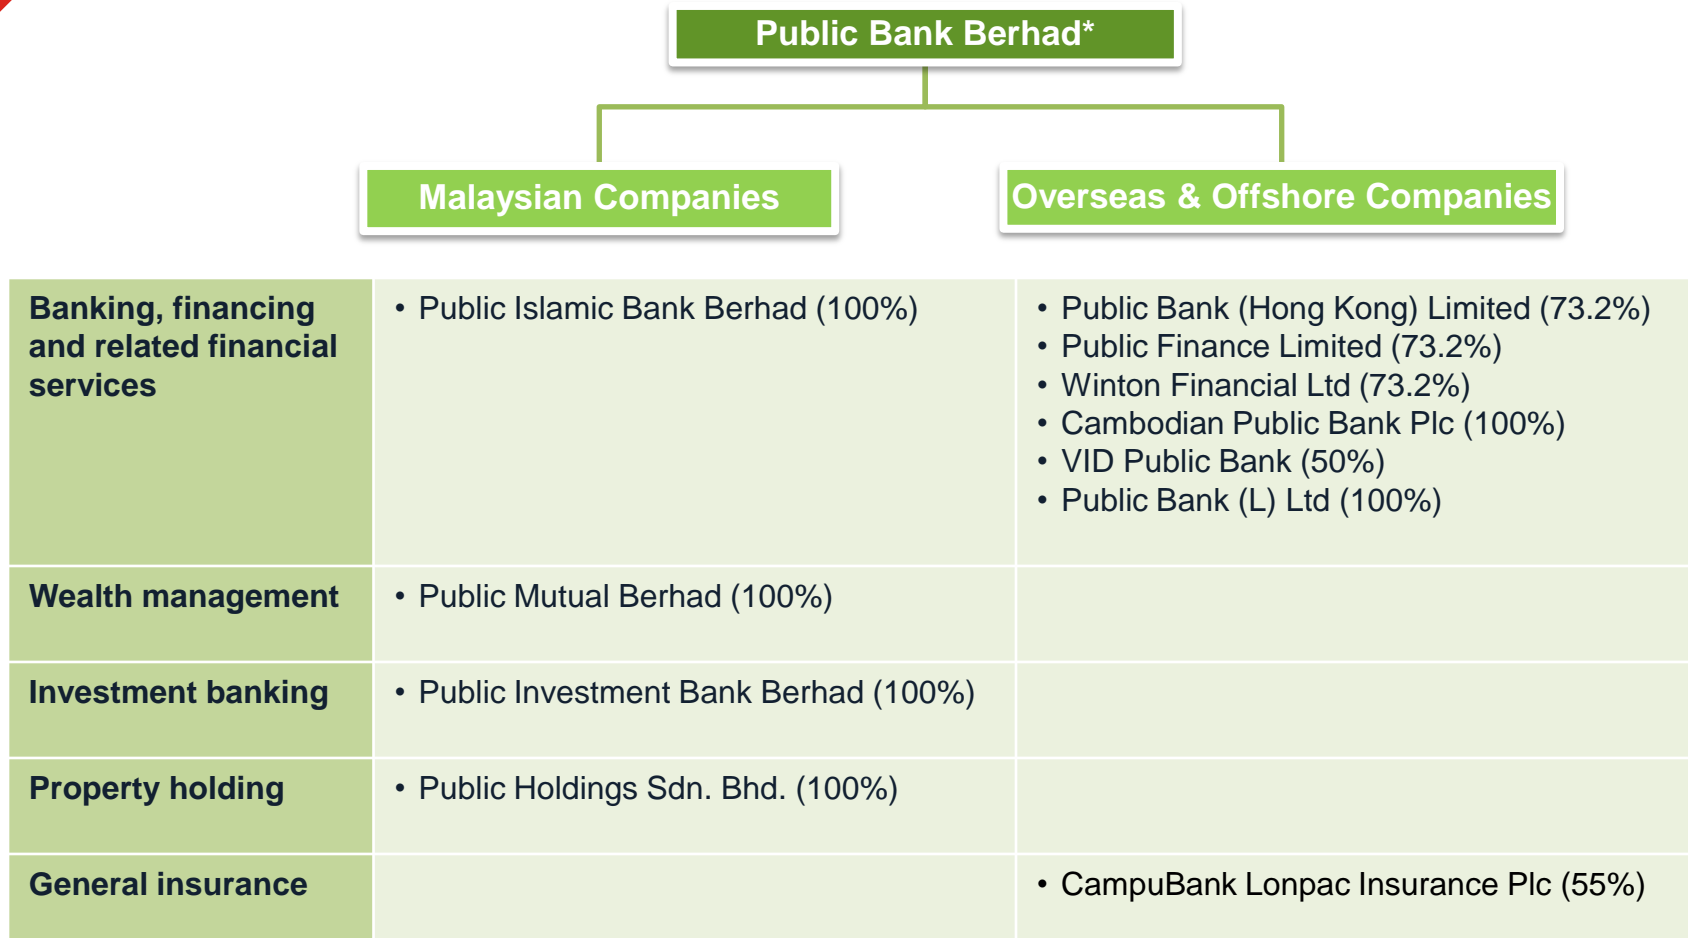 Public Bank Berhad*
Malaysian Companies
Overseas & Offshore Companies
Banking, financing
and related financial
services
• Public Islamic Bank Berhad (100%)
• Public Bank (Hong Kong) Limited (73.2%)
• Public Finance Limited (73.2%)
• Winton Financial Ltd (73.2%)
• Cambodian Public Bank Plc (100%)
• VID Public Bank (50%)
• Public Bank (L) Ltd (100%)
Wealth management
• Public Mutual Berhad (100%)
Investment banking
• Public Investment Bank Berhad (100%)
Property holding
• Public Holdings Sdn. Bhd. (100%)
General insurance
• CampuBank Lonpac Insurance Plc (55%)